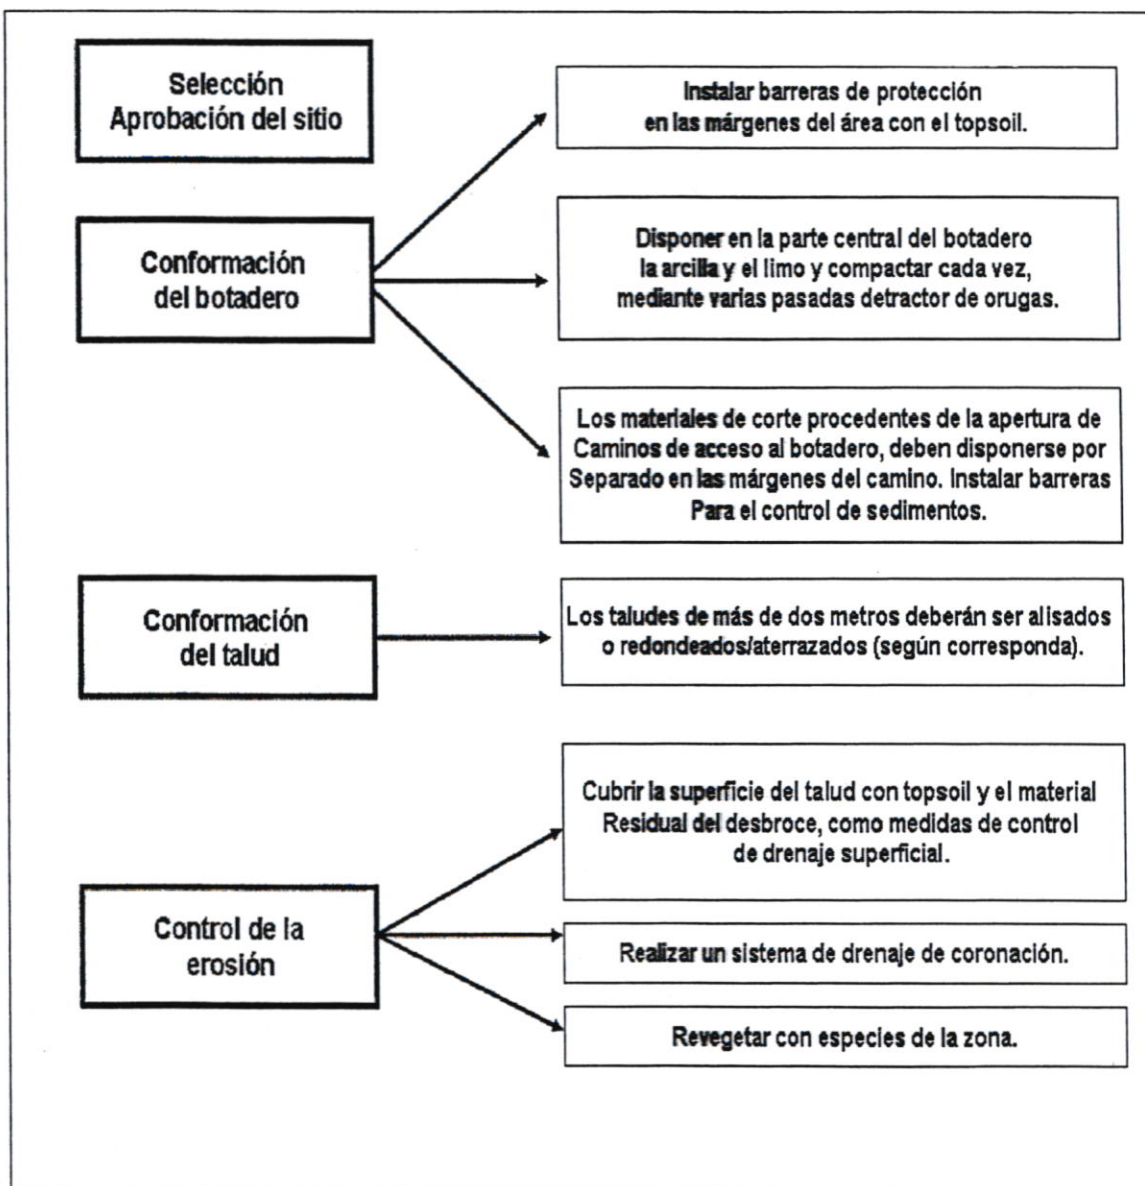 Selección
Aprobación del sitio
Instalar barreras de protección
en las márgenes del área con el topsoil.
Conformación
del botadero
Disponer en la parte central del botadero
la arcilla y el limo y compactar cada vez,
mediante varias pasadas detractor de orugas.
Los materiales de corte procedentes de la apertura de
Caminos de acceso al botadero, deben disponerse por
Separado en las márgenes del camino. Instalar barreras
Para el control de sedimentos.
Conformación
del talud
Los taludes de más de dos metros deberán ser alisados
o redondeados/aterrazados (según corresponda).
Control de la
erosión
Cubrir la superficie del talud con topsoil y el material
Residual del desbroce, como medidas de control
de drenaje superficial.
Realizar un sistema de drenaje de coronación.
Revegetar con especies de la zona.